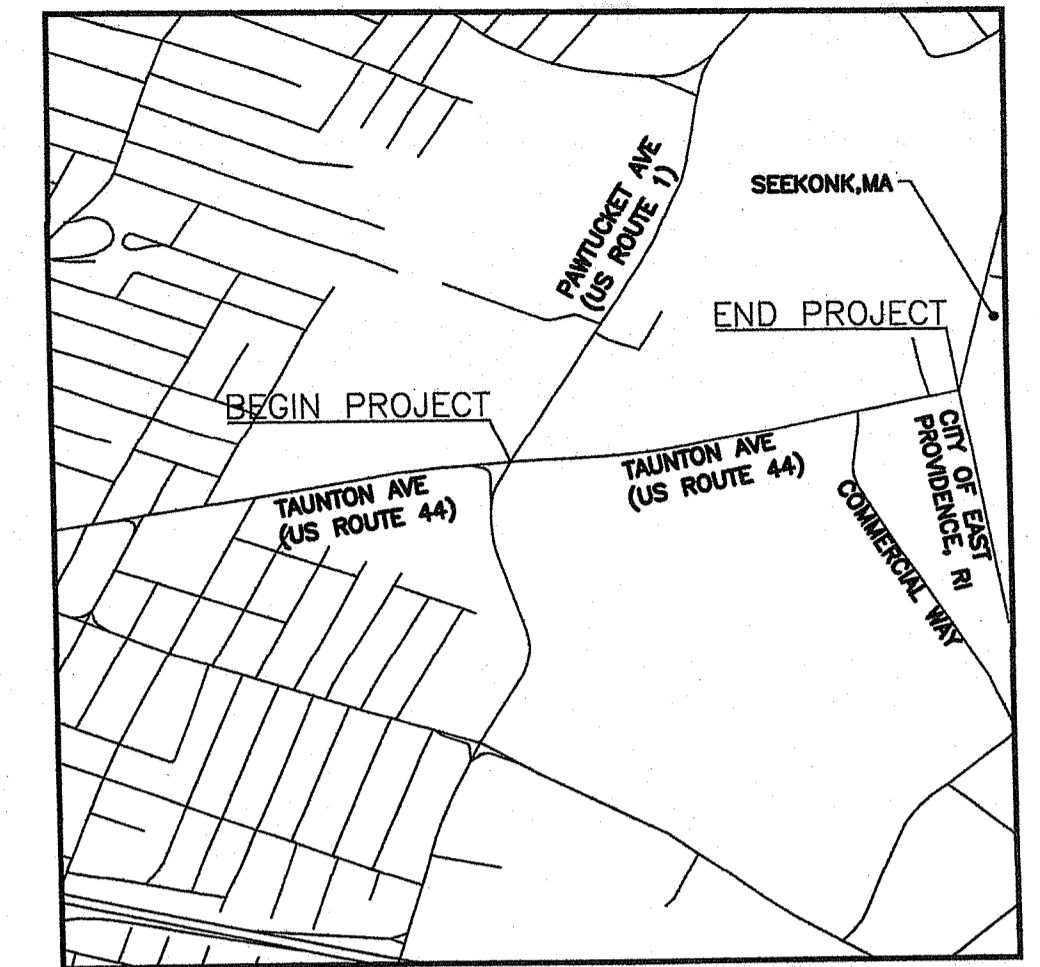 PAWTUCKET AVE
(US ROUTE 1)
SEEKONK,MA
END PROJECT
BEGIN PROJECT
TAUNTON AVE
(US ROUTE 44)
TAUNTON AVE
(US ROUTE 44)
COMMERCIAL WAY
CITY OF EAST
PROVIDENCE, RI